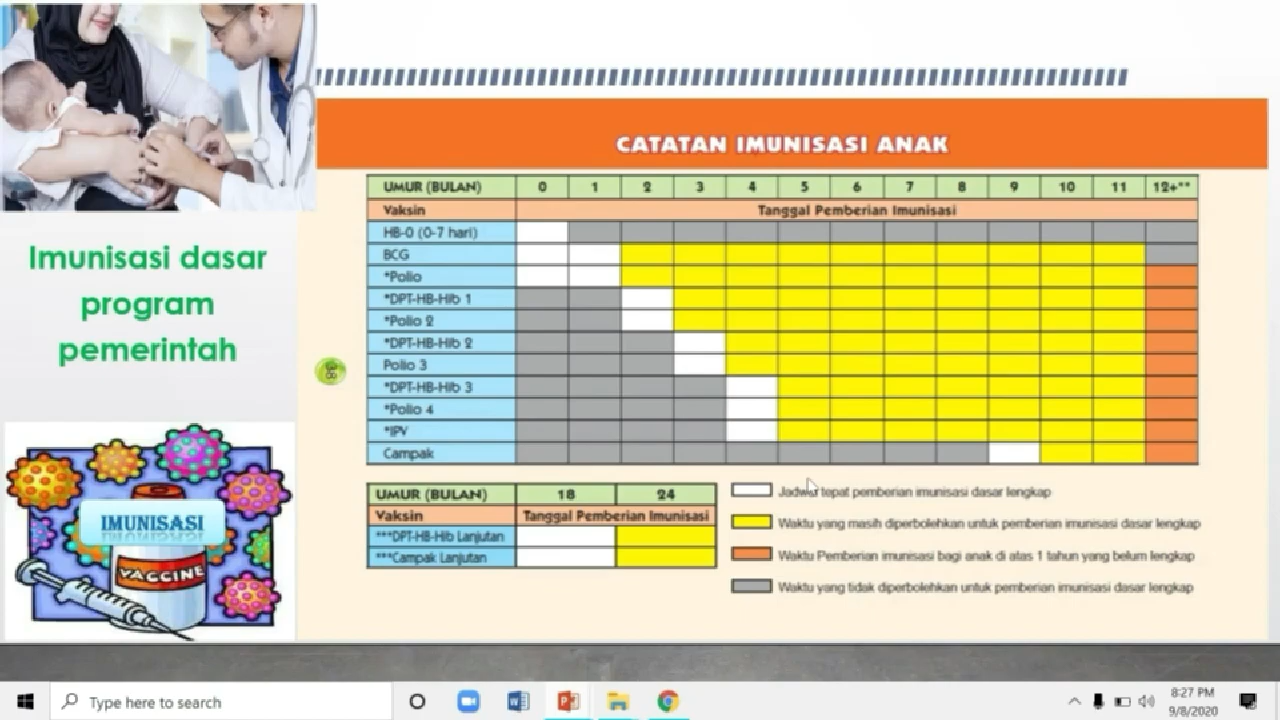 CATATAN IMUNISASI ANAK
UMUR (BULAN) 0 1 2 3 4 5 6 7 8 9 10 11 12+**
Vaksin Tanggal Pemberian Imunisasi
HB-0 (0-7 hari)
BCG
*Polio
*DPT-HB-Hib 1
*Polio 2
*DPT-HB-Hib 2
Polio 3
*DPT-HB-Hib 3
*Polio 4
*IPV
Campak
Imunisasi dasar
program
pemerintah
IMUNISASI
VACCINE
UMUR (BULAN) 18 24
Vaksin Tanggal Pemberian Imunisasi
***DPT-HB-Hib Lanjutan
***Campak Lanjutan
Jadwal tepat pemberian imunisasi dasar lengkap
Waktu yang masih diperbolehkan untuk pemberian imunisasi dasar lengkap
Waktu Pemberian imunisasi bagi anak di atas 1 tahun yang belum lengkap
Waktu yang tidak diperbolehkan untuk pemberian imunisasi dasar lengkap
Type here to search
8:27 PM
9/8/2020